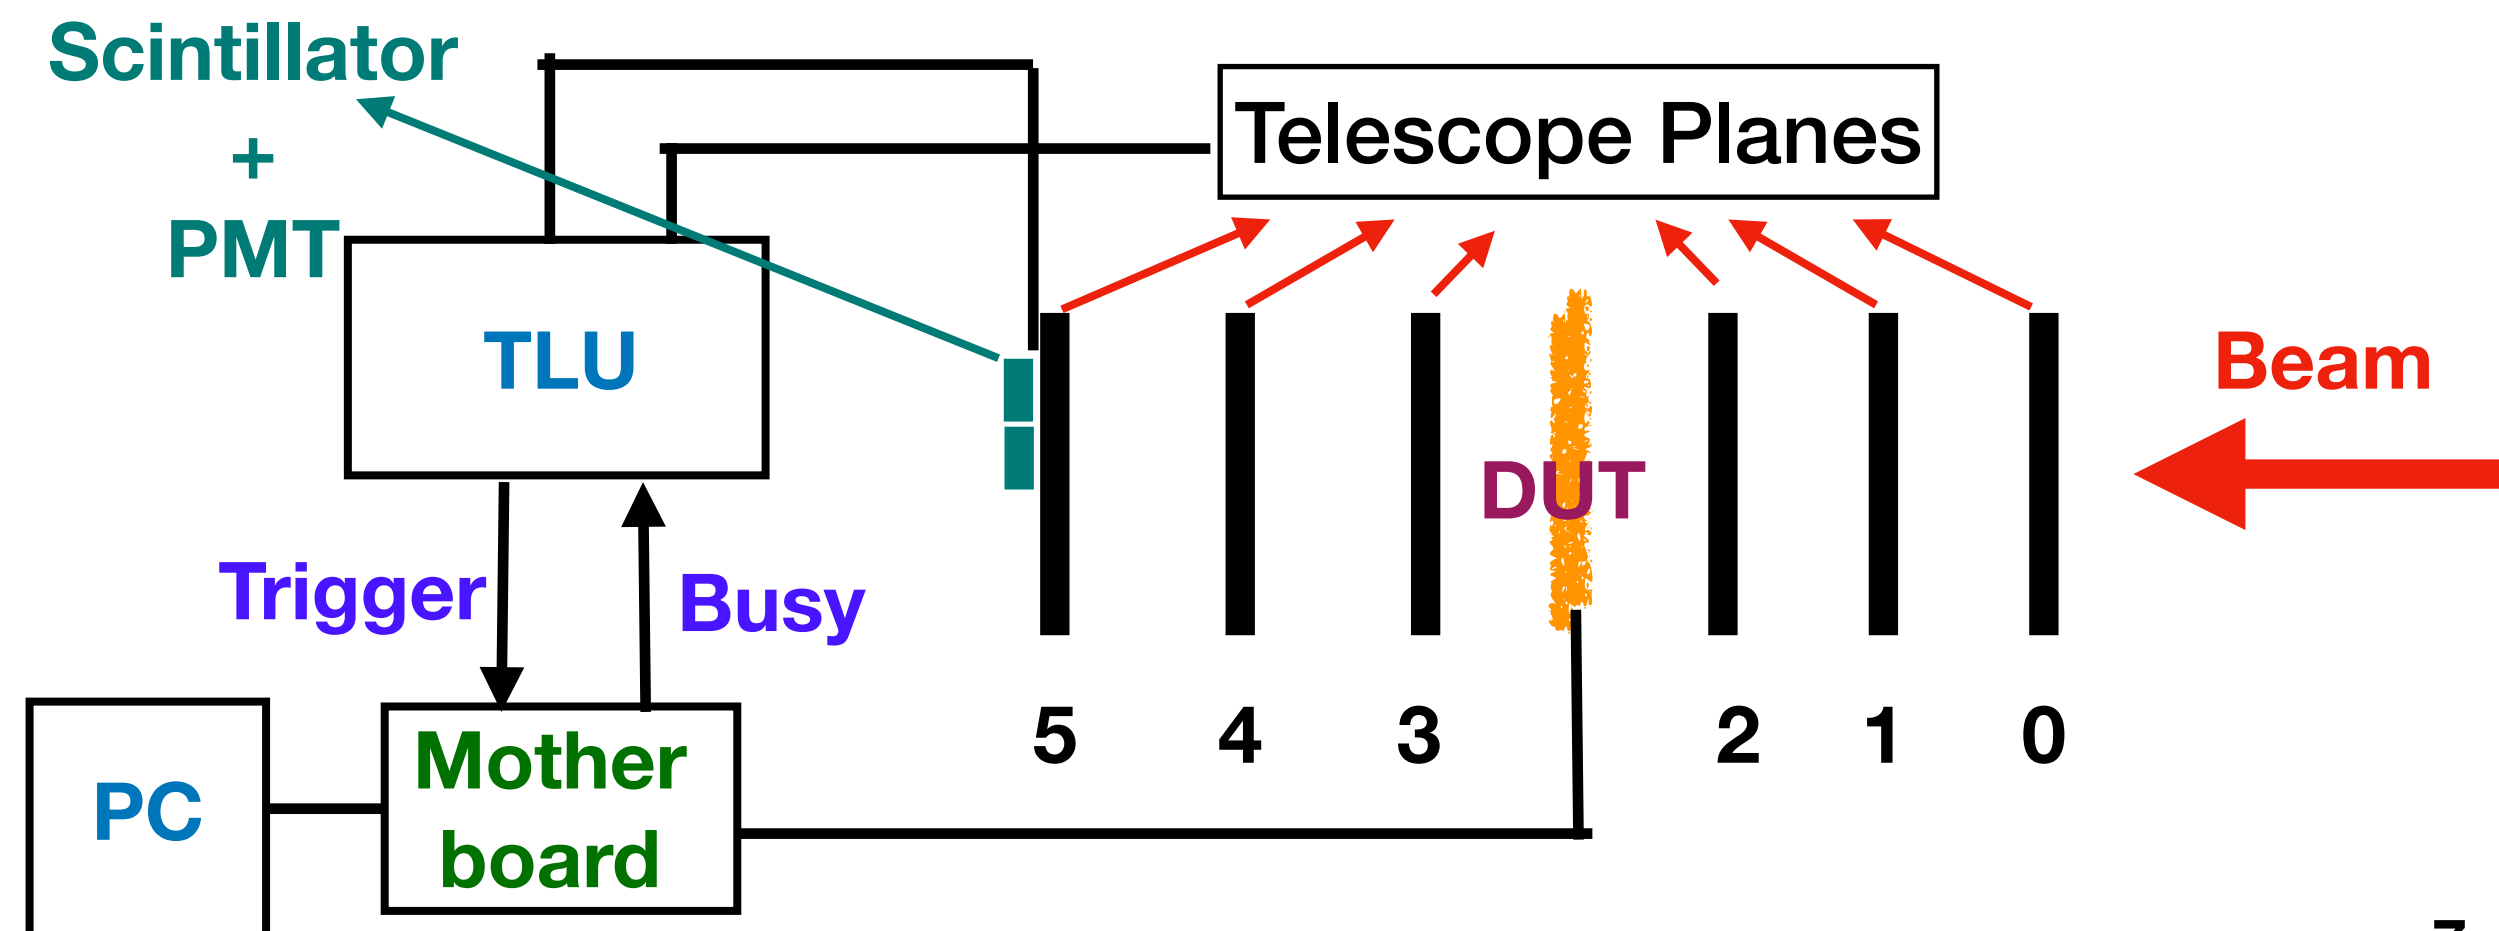 Scintillator
+
PMT
Telescope Planes
TLU
Beam
DUT
Trigger
Busy
5 4 3 2 1 0
Mother
board
PC